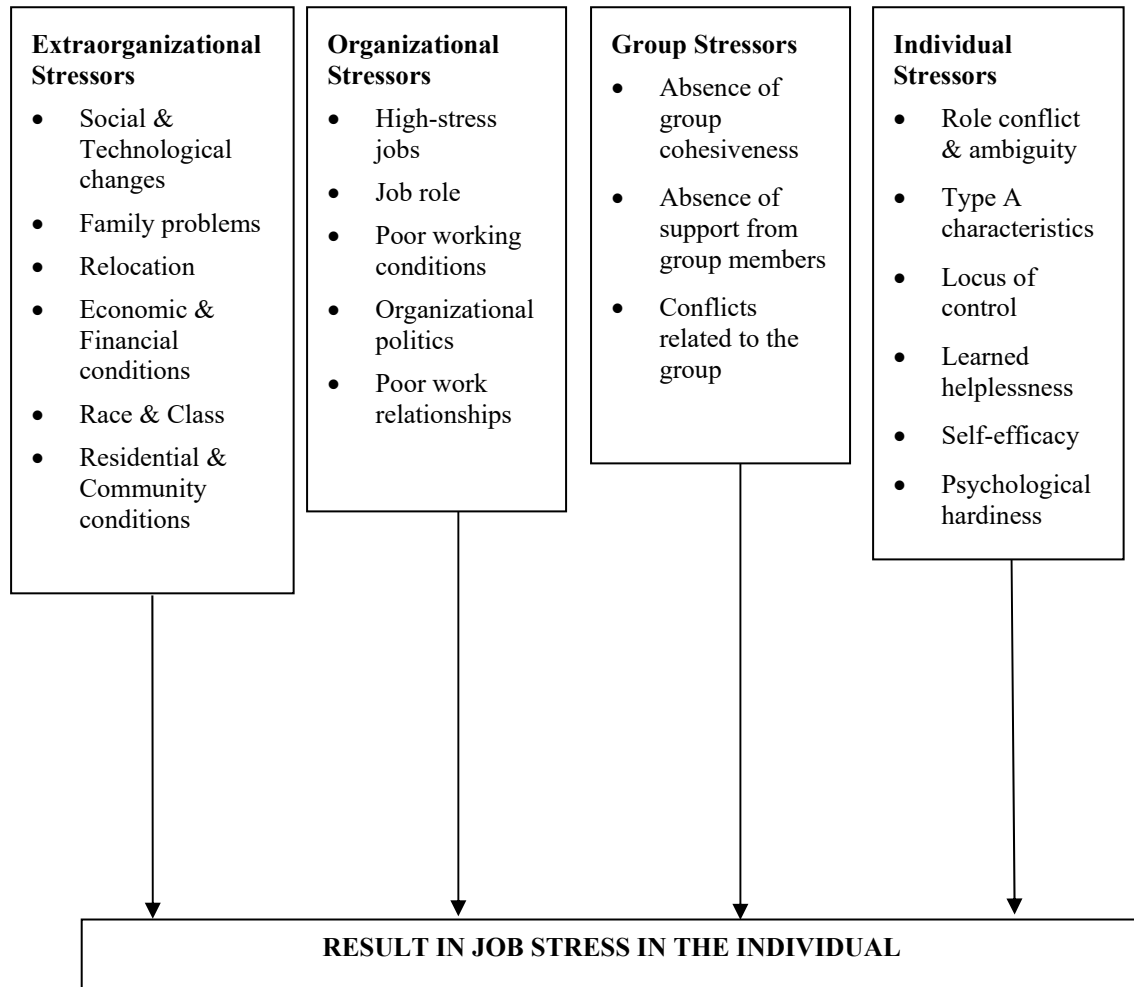 Extraorganizational
Stressors
• Social &
Technological
changes
• Family problems
• Relocation
• Economic &
Financial
conditions
• Race & Class
• Residential &
Community
conditions
Organizational
Stressors
• High-stress
jobs
• Job role
• Poor working
conditions
• Organizational
politics
• Poor work
relationships
Group Stressors
• Absence of
group
cohesiveness
• Absence of
support from
group members
• Conflicts
related to the
group
Individual
Stressors
• Role conflict
& ambiguity
• Type A
characteristics
• Locus of
control
• Learned
helplessness
• Self-efficacy
• Psychological
hardiness
RESULT IN JOB STRESS IN THE INDIVIDUAL